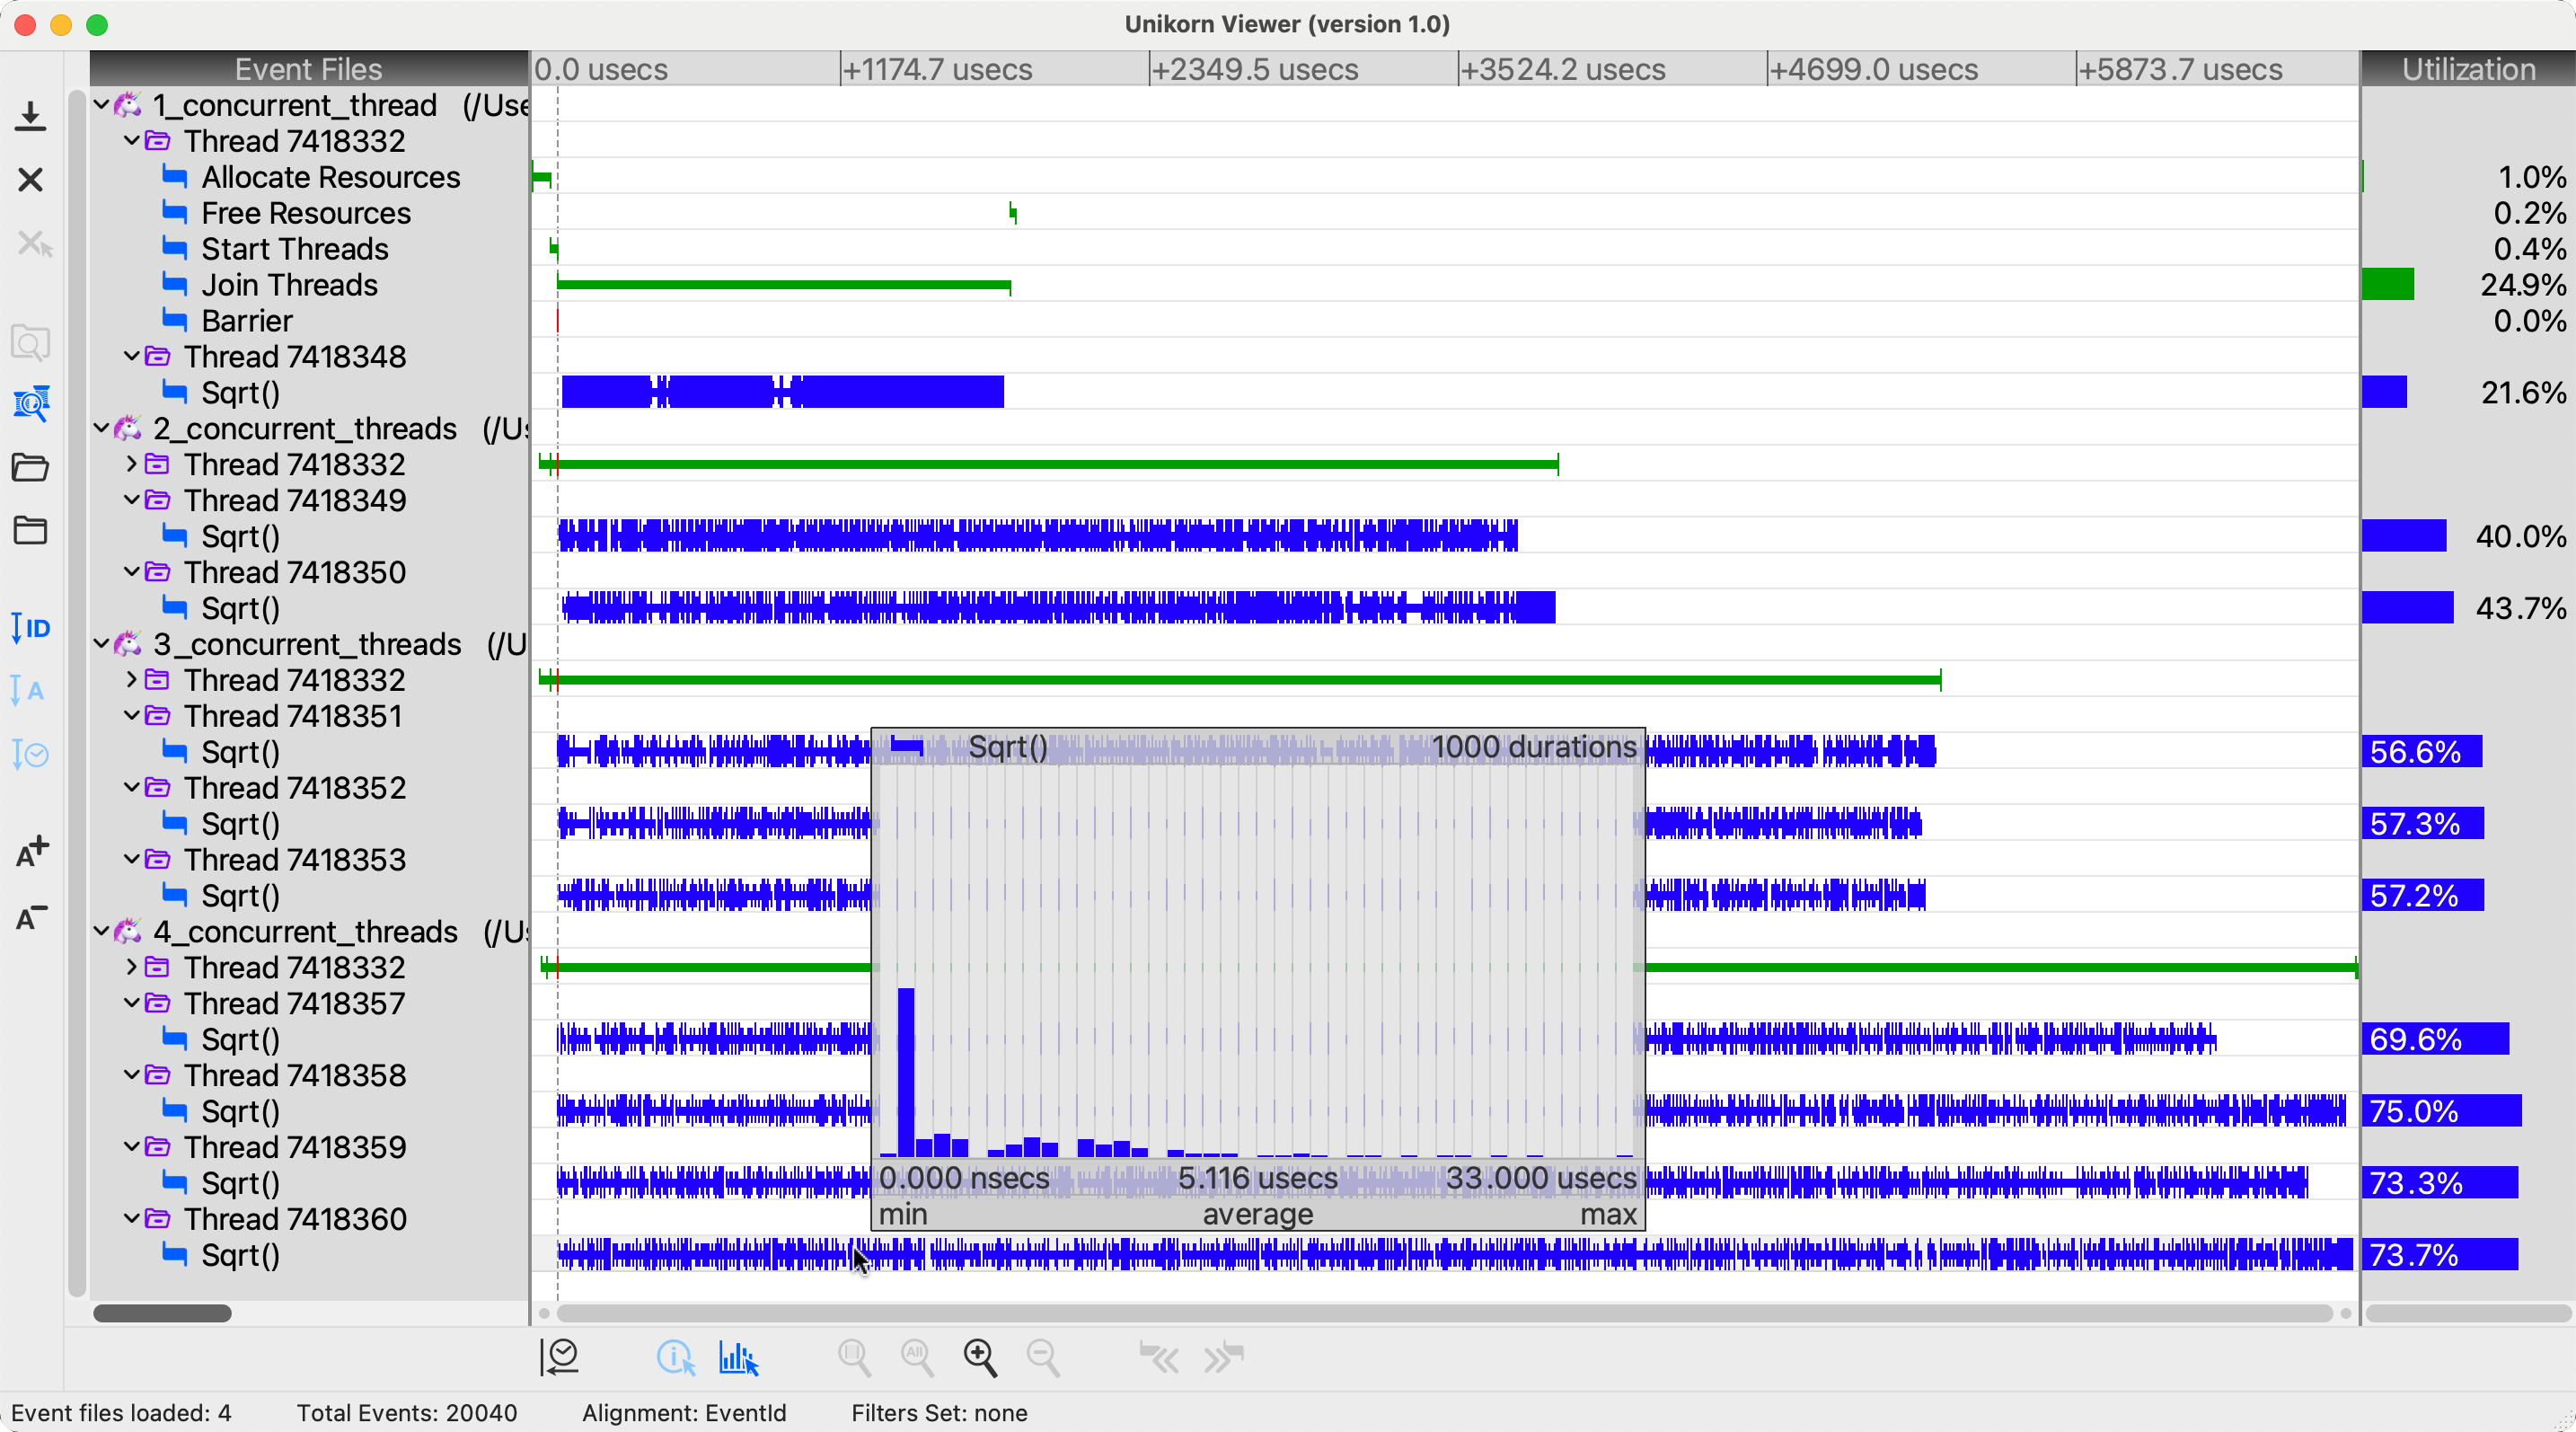 Unikorn Viewer (version 1.0)
Event Files
0.0 usecs
+1174.7 usecs
+2349.5 usecs
+3524.2 usecs
+4699.0 usecs
+5873.7 usecs
Utilization
1_concurrent_thread (/Use
Thread 7418332
Allocate Resources 1.0%
Free Resources 0.2%
Start Threads 0.4%
Join Threads 24.9%
Barrier 0.0%
Thread 7418348
Sqrt() 21.6%
2_concurrent_threads (/Us
Thread 7418332
Thread 7418349
Sqrt() 40.0%
Thread 7418350
Sqrt() 43.7%
3_concurrent_threads (/U
Thread 7418332
Thread 7418351
Sqrt() 56.6%
Thread 7418352
Sqrt() 57.3%
Thread 7418353
Sqrt() 57.2%
4_concurrent_threads (/Us
Thread 7418332
Thread 7418357
Sqrt() 69.6%
Thread 7418358
Sqrt() 75.0%
Thread 7418359
Sqrt() 73.3%
Thread 7418360
Sqrt() 73.7%
Sqrt() 1000 durations
0.000 nsecs 5.116 usecs 33.000 usecs
min average max
ID
A
A+
A-
All
Event files loaded: 4 Total Events: 20040 Alignment: EventId Filters Set: none